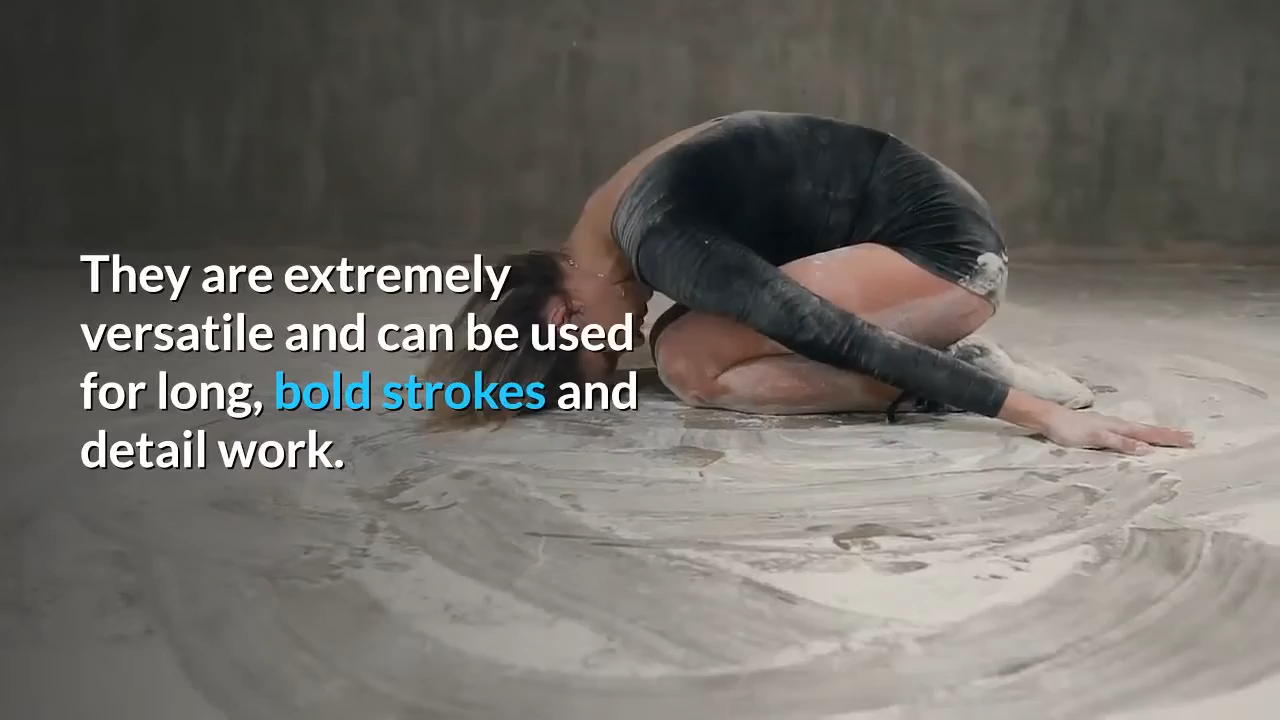 They are extremely
versatile and can be used
for long, bold strokes and
detail work.